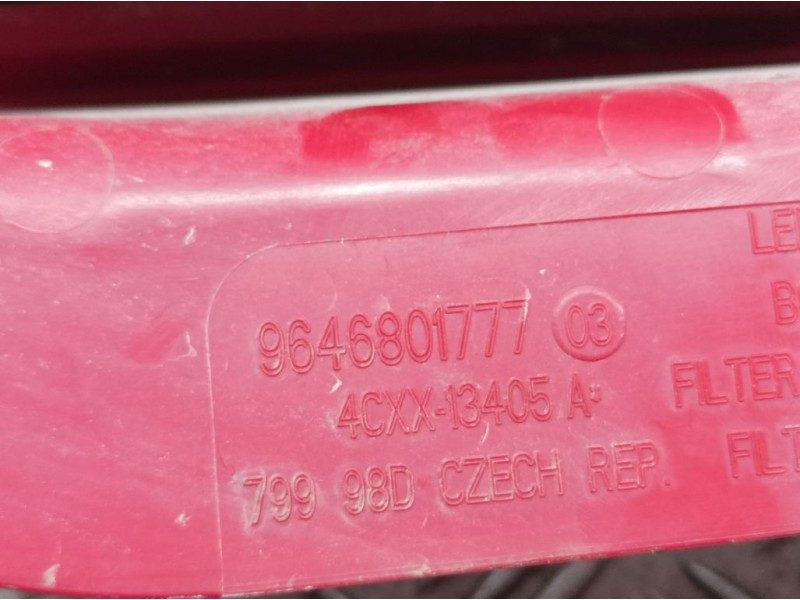 9646801777 03
4CXX-13405 A
799 98D CZECH REP.
FILTER